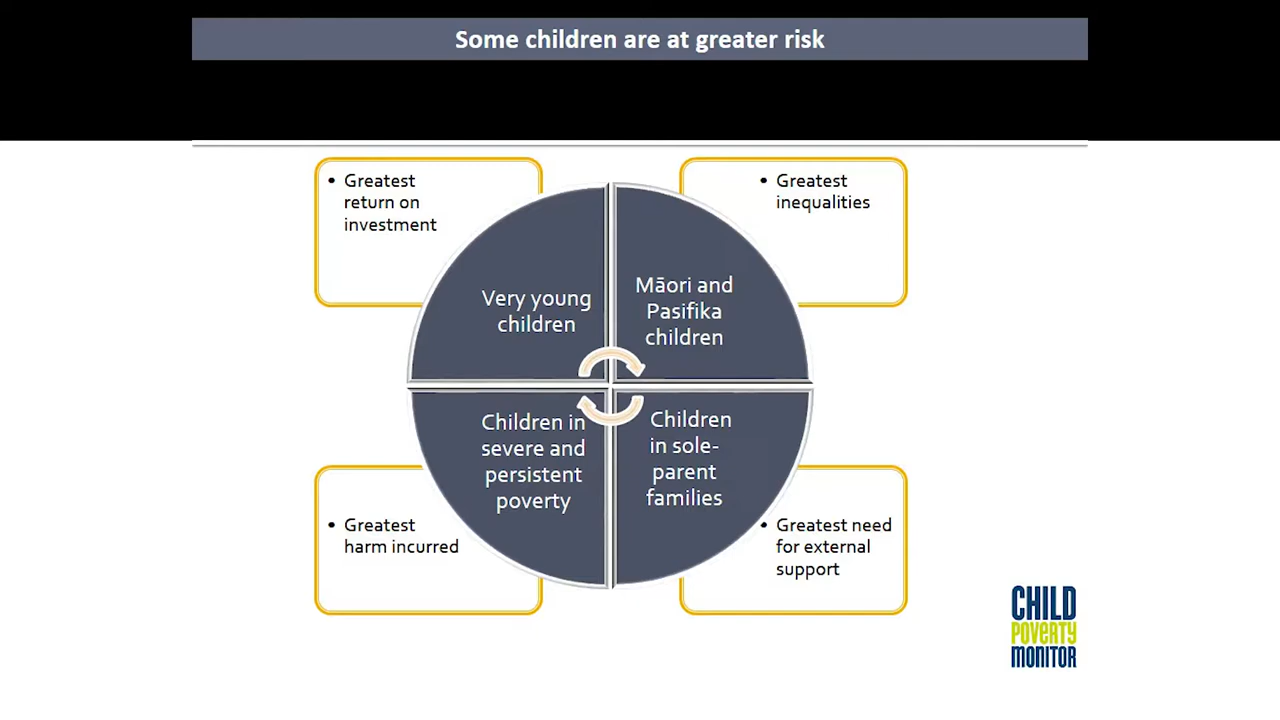 Some children are at greater risk
• Greatest
return on
investment
• Greatest
inequalities
Very young
children
Māori and
Pasifika
children
Children in
severe and
persistent
poverty
Children
in sole-
parent
families
• Greatest
harm incurred
• Greatest need
for external
support
CHILD
POVERTY
MONITOR